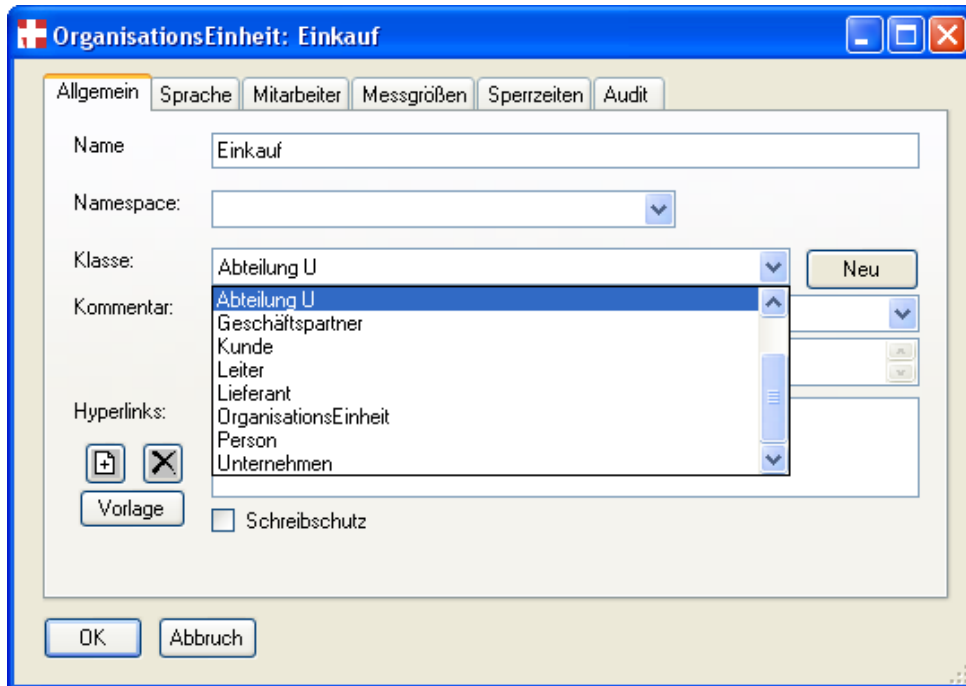 OrganisationsEinheit: Einkauf
Allgemein Sprache Mitarbeiter Messgrößen Sperrzeiten Audit
Name Einkauf
Namespace:
Klasse: Abteilung U Neu
Kommentar: Abteilung U
Geschäftspartner
Kunde
Leiter
Lieferant
Hyperlinks: OrganisationsEinheit
Person
Unternehmen
Vorlage
Schreibschutz
OK Abbruch